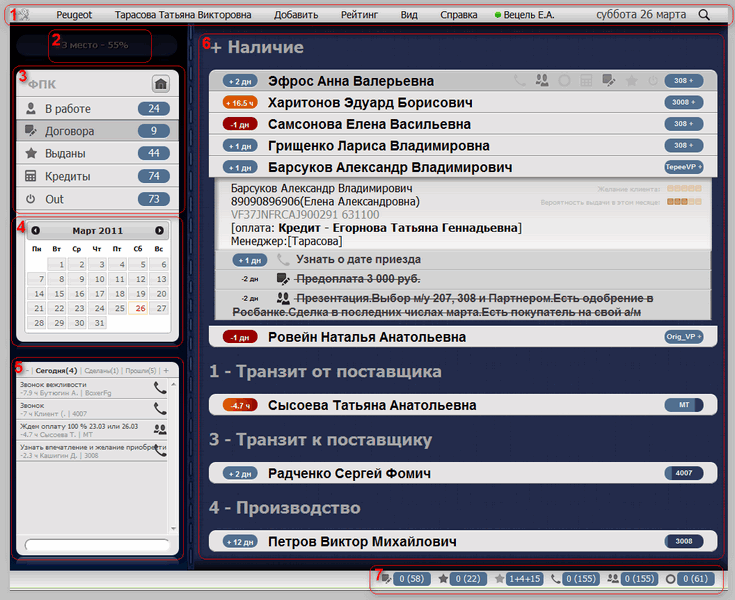 1 Peugeot Тарасова Татьяна Викторовна Добавить Рейтинг Вид Справка Вецель Е.А. суббота 26 марта
2
3 место - 55%
3
ФПК
В работе 24
Договора 9
Выданы 44
Кредиты 74
Out 73
4
Март 2011
Пн Вт Ср Чт Пт Сб Вс
1 2 3 4 5 6
7 8 9 10 11 12 13
14 15 16 17 18 19 20
21 22 23 24 25 26 27
28 29 30 31
5
- Сегодня(4) Сделаны(1) Прошли(5) +
Звонок вежливости
-7.9 ч Бутюгин А. | BoxerFg
Звонок
-7 ч Клиент (. | 4007
Жден оплату 100 % 23.03 или 26.03
-4.7 ч Сысоева Т. | МТ
Узнать впечатление и желание приобрести
-2.3 ч Кашигин Д. | 3008
6
+ Наличие
+ 2 дн Эфрос Анна Валерьевна 308 +
+ 16.5 ч Харитонов Эдуард Борисович 3008 +
-1 дн Самсонова Елена Васильевна 308 +
+ 1 дн Грищенко Лариса Владимировна 308 +
+ 1 дн Барсуков Александр Владимирович TepeeVP +
Барсуков Александр Владимирович Желание клиента:
89090896906(Елена Александровна) Вероятность выдачи в этом месяце:
VF37JNFRCAJ900291 631100
[оплата: Кредит - Егорнова Татьяна Геннадьевна]
Менеджер:[Тарасова]
+ 1 дн Узнать о дате приезда
-2 дн Предоплата 3 000 руб.
-2 дн Презентация.Выбор м/у 207, 308 и Партнером.Есть одобрение в
Росбанке.Сделка в последних числах марта.Есть покупатель на свой а/м
-1 дн Ровейн Наталья Анатольевна Orig_VP +
1 - Транзит от поставщика
-4.7 ч Сысоева Татьяна Анатольевна МТ
3 - Транзит к поставщику
+ 2 дн Радченко Сергей Фомич 4007
4 - Производство
+ 12 дн Петров Виктор Михайлович 3008
7
0 (58) 0 (22) 1+4+15 0 (155) 0 (155) 0 (61)